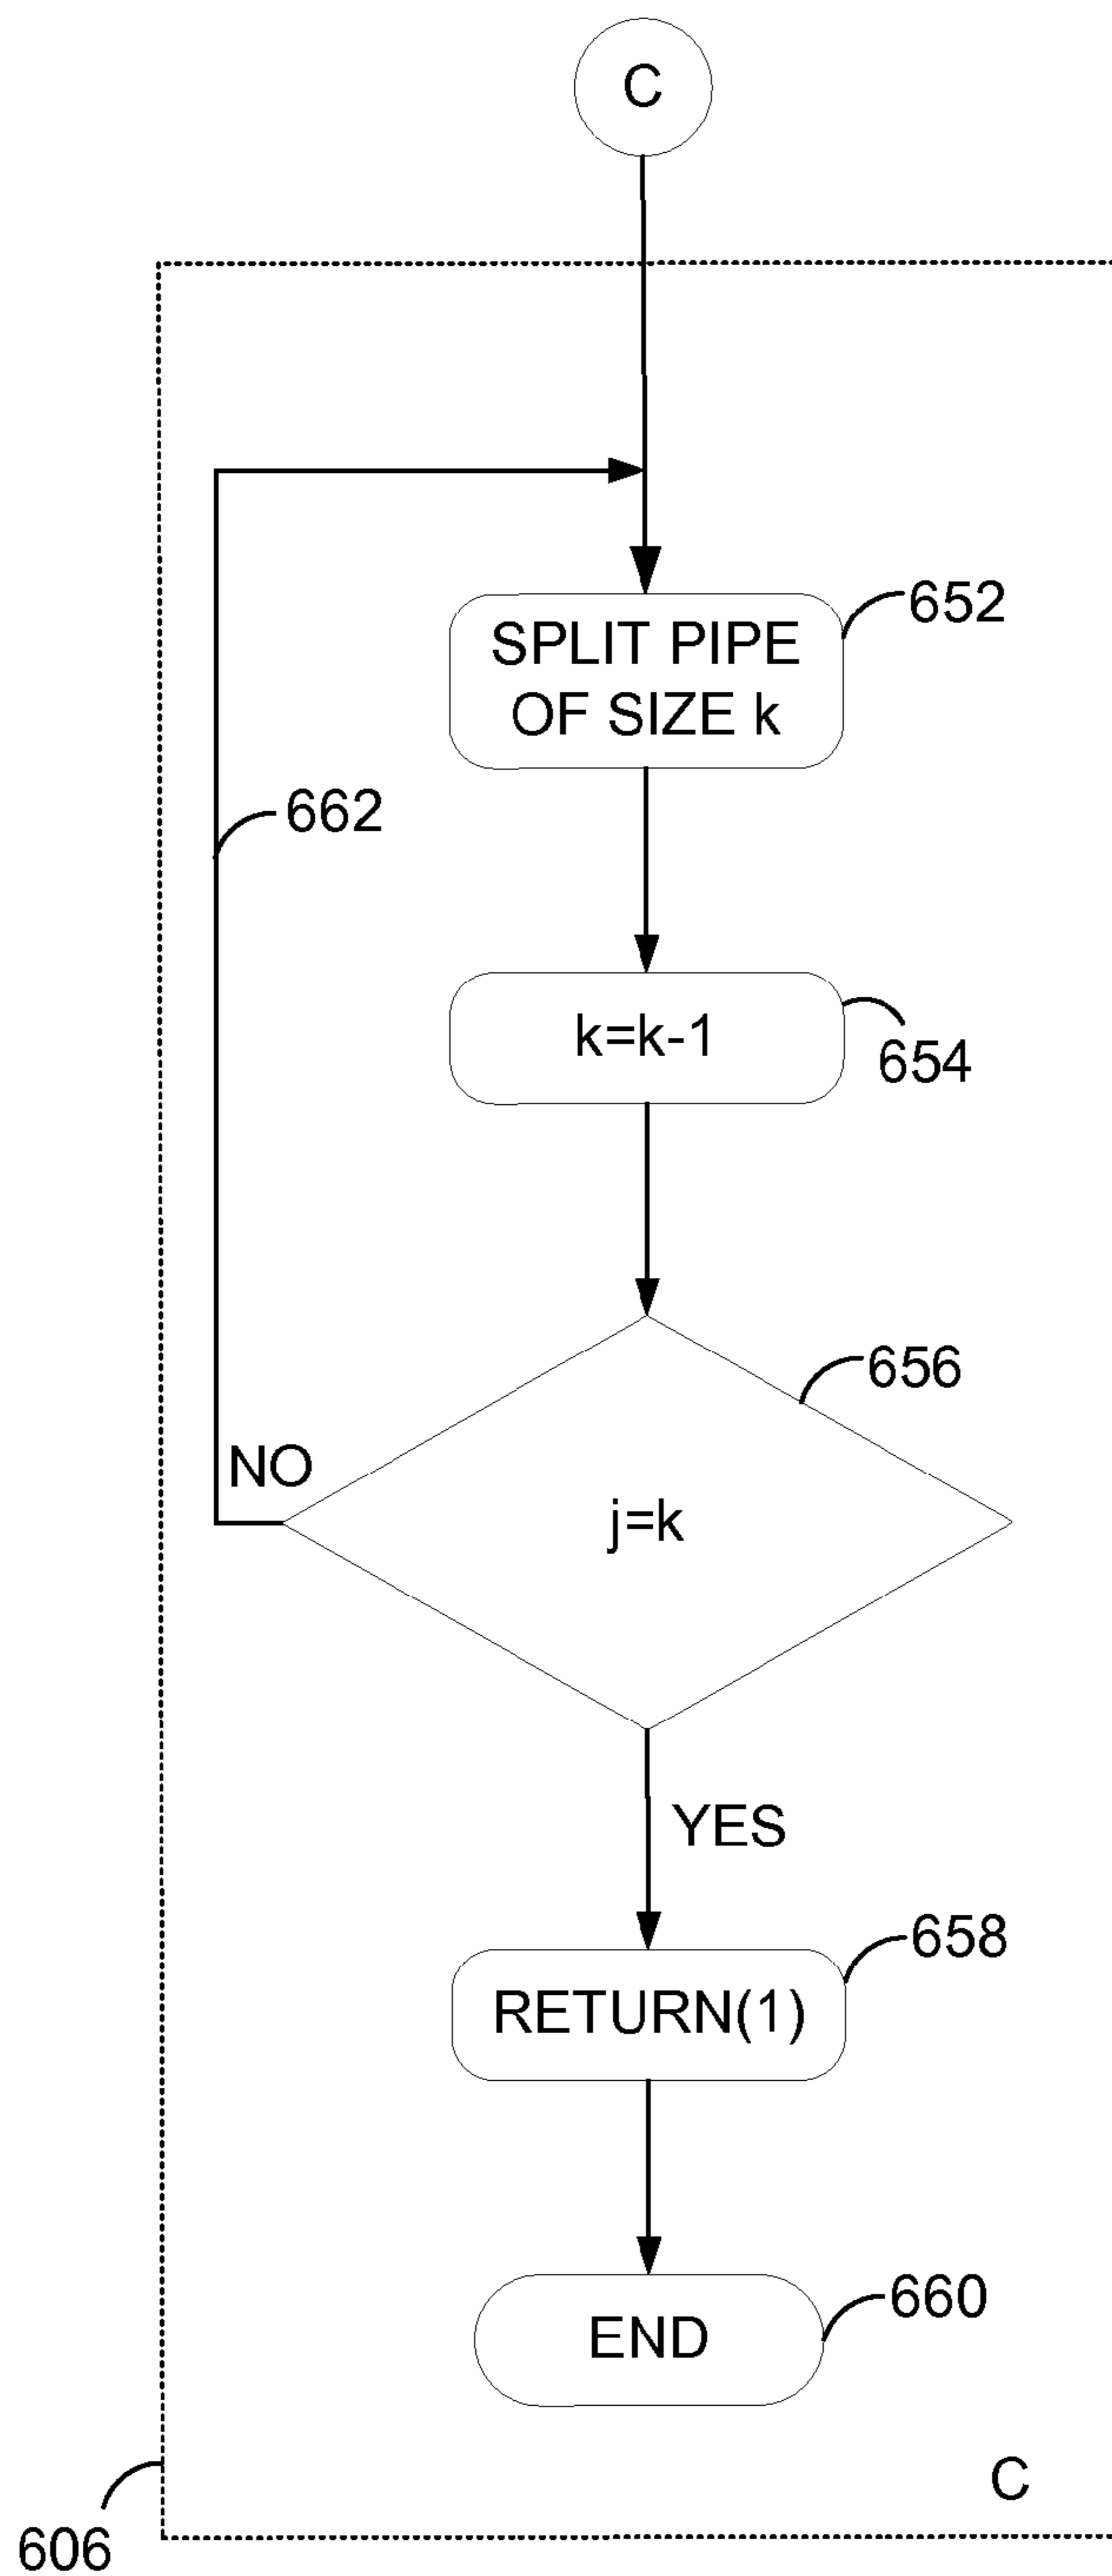 C
SPLIT PIPE
OF SIZE k
652
662
k=k-1
654
656
NO
j=k
YES
658
RETURN(1)
660
END
C
606